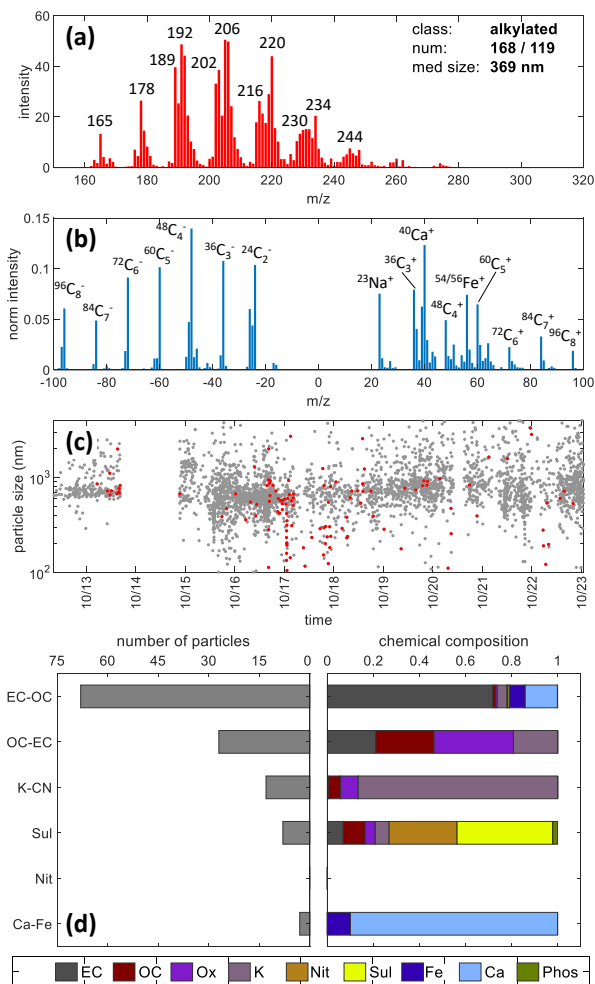 (a)
class: alkylated
num: 168 / 119
med size: 369 nm
intensity
60
40
20
0
165
178
189
192
202
206
216
220
230
234
244
160 180 200 220 240 260 280 300 320
m/z
(b)
norm intensity
0.15
0.1
0.05
0
⁹⁶C₈⁻
⁸⁴C₇⁻
⁷²C₆⁻
⁶⁰C₅⁻
⁴⁸C₄⁻
³⁶C₃⁻
²⁴C₂⁻
²³Na⁺
³⁶C₃⁺
⁴⁰Ca⁺
⁴⁸C₄⁺
⁵⁴/⁵⁶Fe⁺
⁶⁰C₅⁺
⁷²C₆⁺
⁸⁴C₇⁺
⁹⁶C₈⁺
-100 -80 -60 -40 -20 0 20 40 60 80 100
m/z
(c)
particle size (nm)
10³
10²
10/13 10/14 10/15 10/16 10/17 10/18 10/19 10/20 10/21 10/22 10/23
time
number of particles
75 60 45 30 15 0
chemical composition
0 0.2 0.4 0.6 0.8 1
EC-OC
OC-EC
K-CN
Sul
Nit
Ca-Fe
(d)
EC OC Ox K Nit Sul Fe Ca Phos